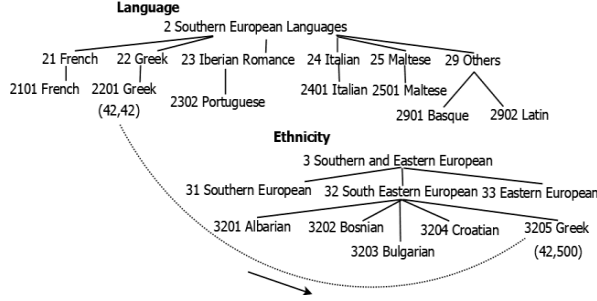 Language
2 Southern European Languages
21 French 22 Greek 23 Iberian Romance 24 Italian 25 Maltese 29 Others
2101 French 2201 Greek 2302 Portuguese 2401 Italian 2501 Maltese
(42,42)
2901 Basque 2902 Latin
Ethnicity
3 Southern and Eastern European
31 Southern European 32 South Eastern European 33 Eastern European
3201 Albarian 3202 Bosnian 3204 Croatian 3205 Greek
3203 Bulgarian
(42,500)